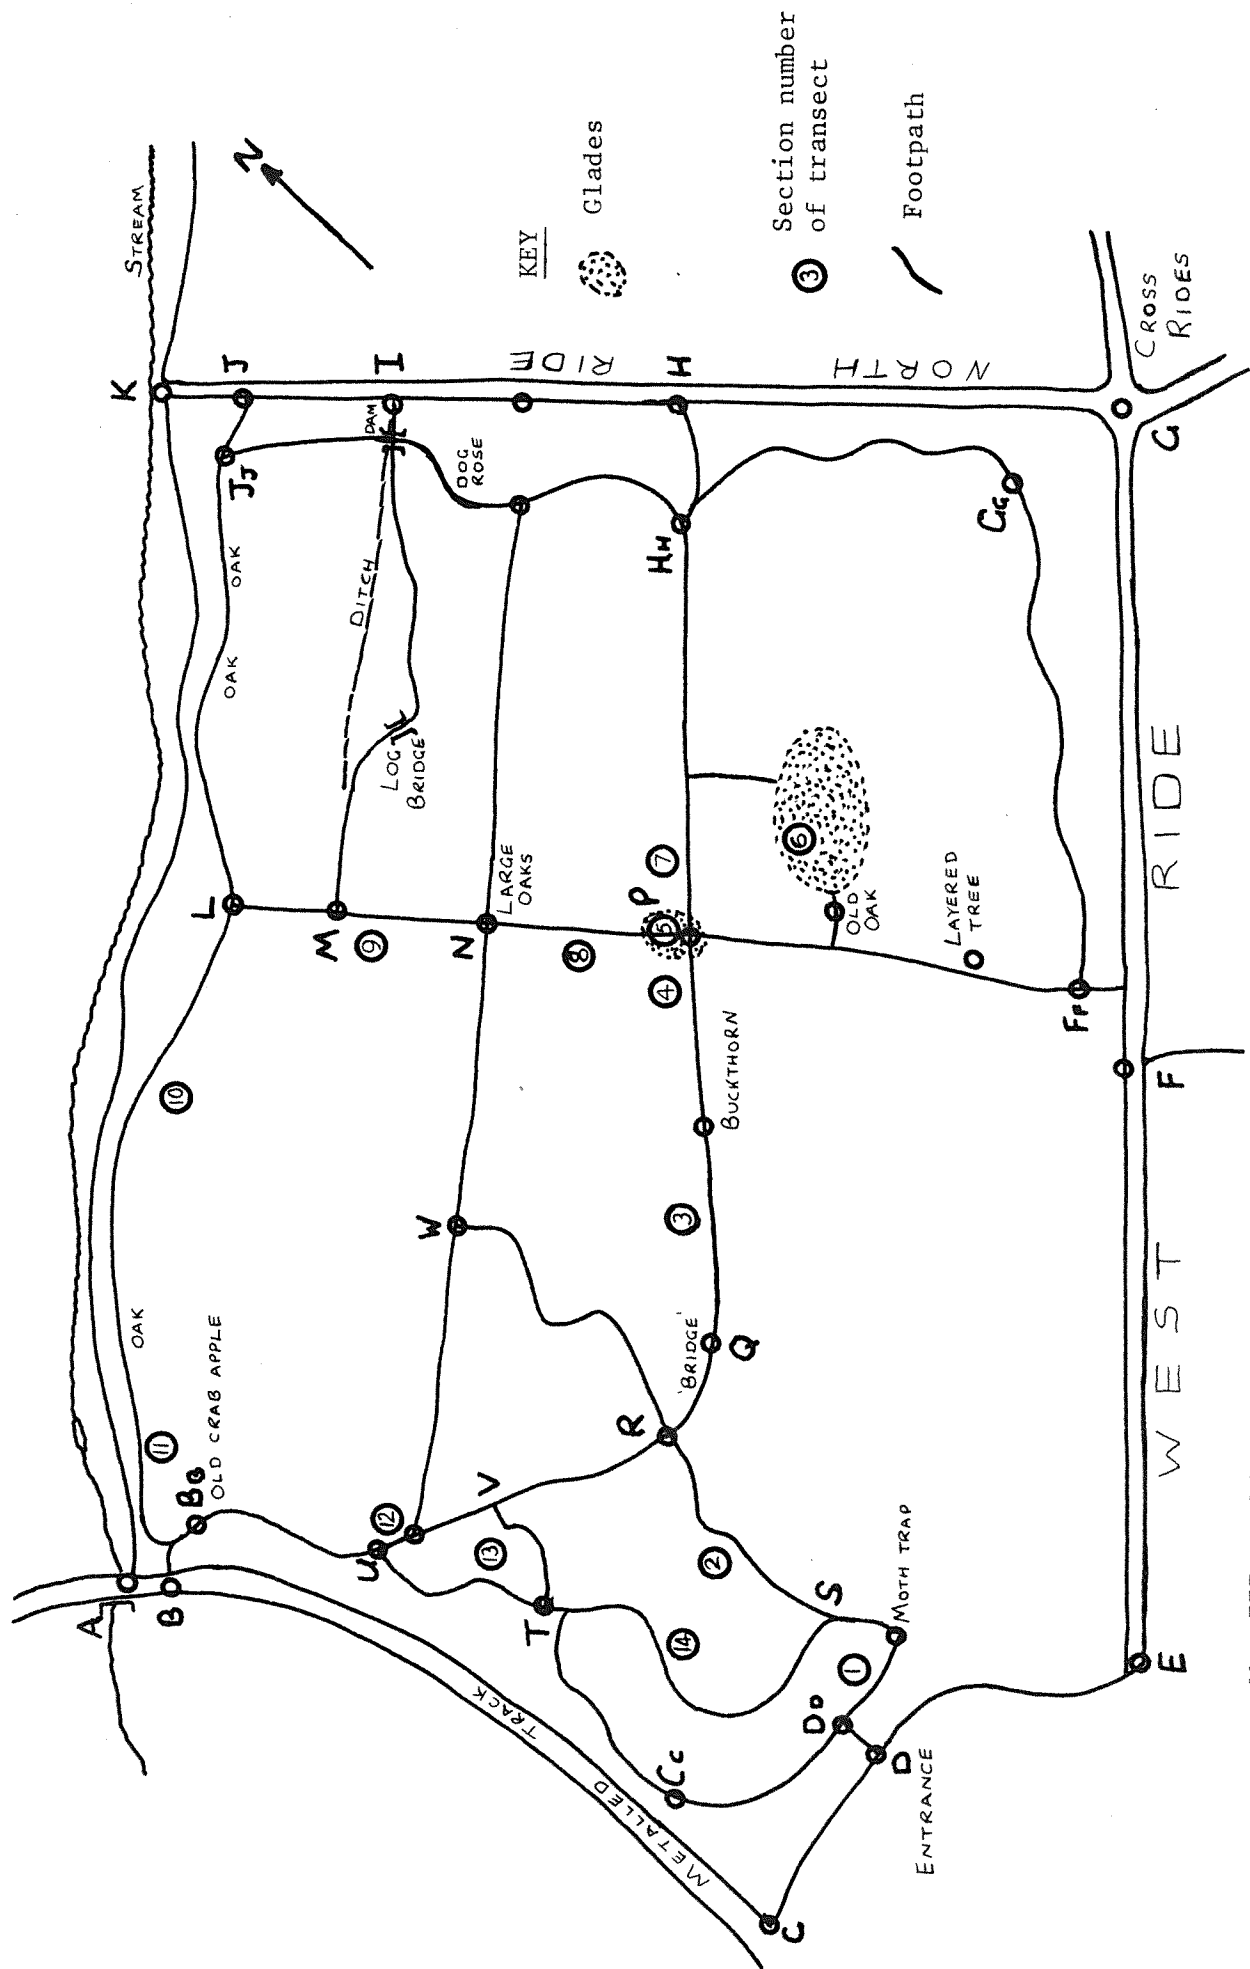 STREAM
N
KEY
Glades
③ Section number
of transect
Footpath
K
J
I
H
NORTH RIDE
CROSS
RIDES
G
JJ
OAK
OAK
DAM
DITCH
DOG
ROSE
LOG
BRIDGE
HH
GG
L
M
N
P
LARGE
OAKS
⑨
⑧
⑤
④
⑦
⑥
OLD
OAK
LAYERED
TREE
FF
F
WEST RIDE
⑩
W
BUCKTHORN
③
Q
'BRIDGE'
R
OAK
⑪
OLD CRAB APPLE
BB
A
B
U
⑫
V
⑬
T
②
⑭
S
MOTH TRAP
①
DD
D
ENTRANCE
CC
C
E
METALLED TRACK